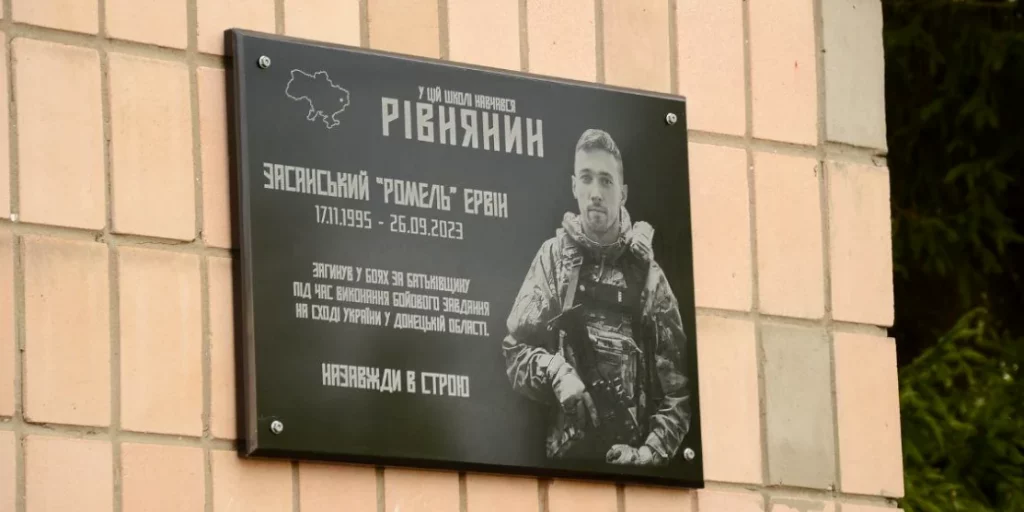 У ЦІЙ ШКОЛІ НАВЧАВСЯ
РІВНЯНИН
ЗАСАНСЬКИЙ "РОМЕЛЬ" ЕРВІН
17.11.1995 - 26.09.2023
ЗАГИНУВ У БОЯХ ЗА БАТЬКІВЩИНУ
ПІД ЧАС ВИКОНАННЯ БОЙОВОГО ЗАВДАННЯ
НА СХОДІ УКРАЇНИ У ДОНЕЦЬКІЙ ОБЛАСТІ.
НАЗАВЖДИ В СТРОЮ